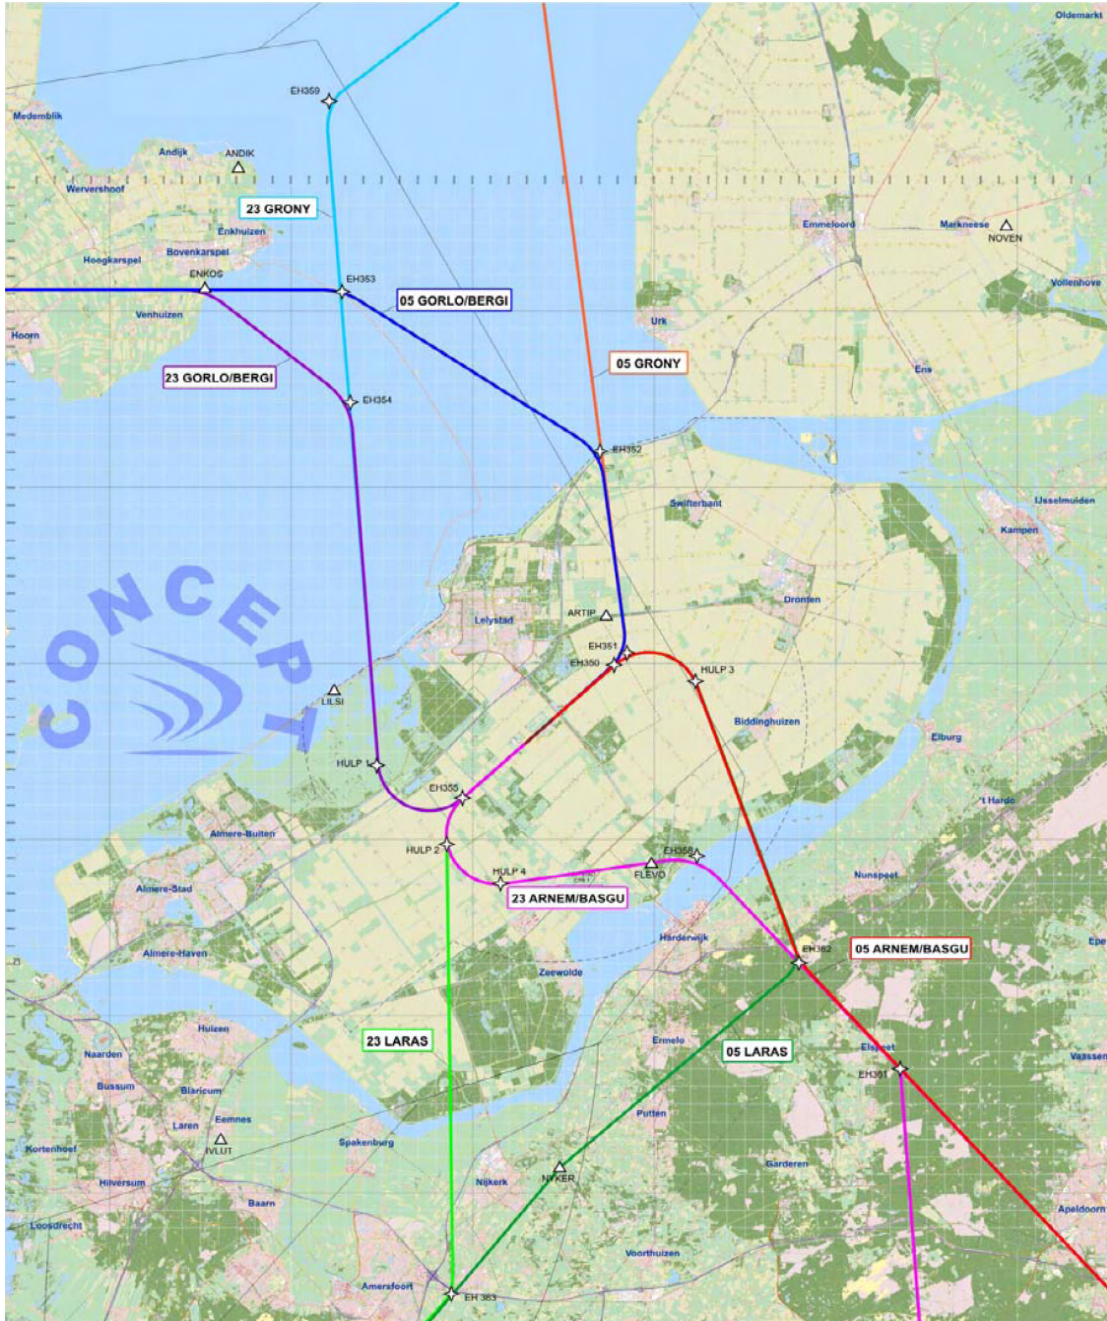 Oldemarkt
EH359
Medemblik
Andijk
ANDIK
Wervershoof
23 GRONY
Enkhuizen
Emmeloord
Markneese
NOVEN
Bovenkarspel
Hoogkarspel
ENKOS
EH353
Vollenhove
05 GORLO/BERGI
Venhuizen
Urk
Hoorn
05 GRONY
23 GORLO/BERGI
Ens
EH354
EH352
Swifterbant
IJsselmuiden
Kampen
CONCEPT
Dronten
ARTIP
Lelystad
EH351
EH350
HULP 3
LILSI
Biddinghuizen
Elburg
HULP 1
EH355
't Harde
Almere-Buiten
HULP 2
EH358
HULP 4
FLEVO
Nunspeet
Almere-Stad
23 ARNEM/BASGU
Harderwijk
Epe
Almere-Haven
EH362
05 ARNEM/BASGU
Zeewolde
Huizen
23 LARAS
Ermelo
05 LARAS
Elspeet
Naarden
Vaassen
EH361
Bussum
Blaricum
Putten
Laren
Eemnes
IVLUT
Spakenburg
Kortenhoef
Garderen
NYKER
Hilversum
Nijkerk
Baarn
Apeldoorn
Loosdrecht
Voorthuizen
Amersfoort
EH 363